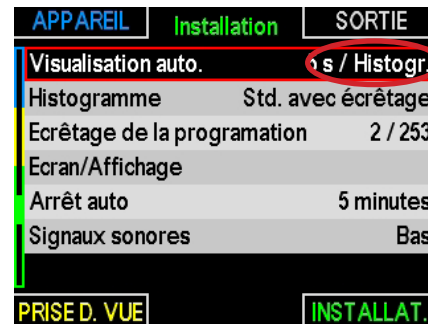 APPAREIL Installation SORTIE
Visualisation auto. s / Histogr.
Histogramme Std. avec écrêtage
Ecrêtage de la programation 2 / 253
Ecran/Affichage
Arrêt auto 5 minutes
Signaux sonores Bas
PRISE D. VUE INSTALLAT.